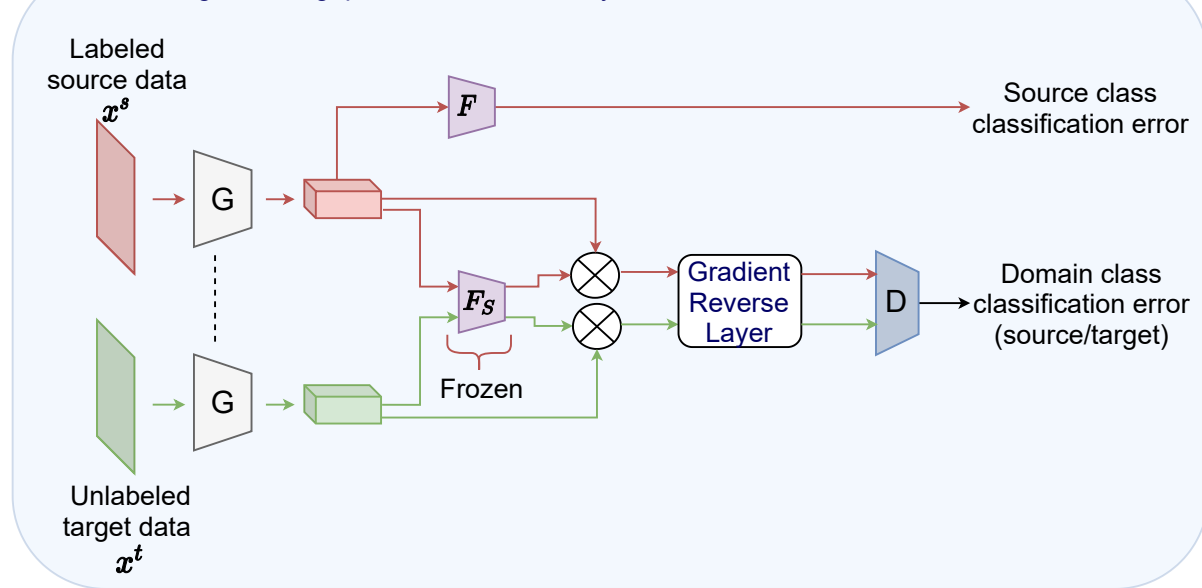 Labeled
source data
x^s
G
F
Source class
classification error
F_S
Frozen
Gradient
Reverse
Layer
D
Domain class
classification error
(source/target)
G
Unlabeled
target data
x^t